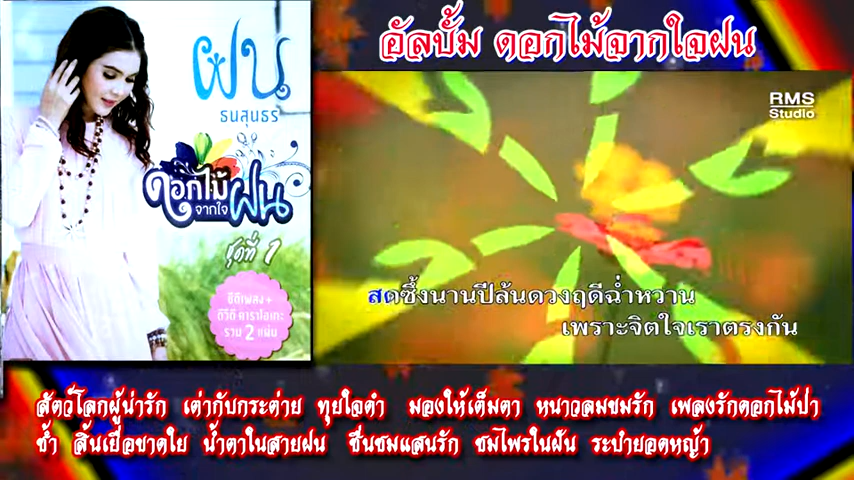 อัลบั้ม ดอกไม้จากใจฝน
ฝน
ธนสุนธร
ดอกไม้
จากใจ ฝน
ชุดที่ 1
ซีดีเพลง+
ดีวีดี คาราโอเกะ
รวม 2 แผ่น
RMS
Studio
สดซึ้งนานปีล้นดวงฤดีฉ่ำหวาน
เพราะจิตใจเราตรงกัน
สัตว์โลกผู้น่ารัก เต่ากับกระต่าย ทุยใจดำ มองให้เต็มตา หนาวลมชมรัก เพลงรักดอกไม้ป่า
ช้ำ สิ้นเยื่อขาดใย น้ำตาในสายฝน ชื่นชมแสนรัก ชมไพรในฝัน ระบำยอดหญ้า